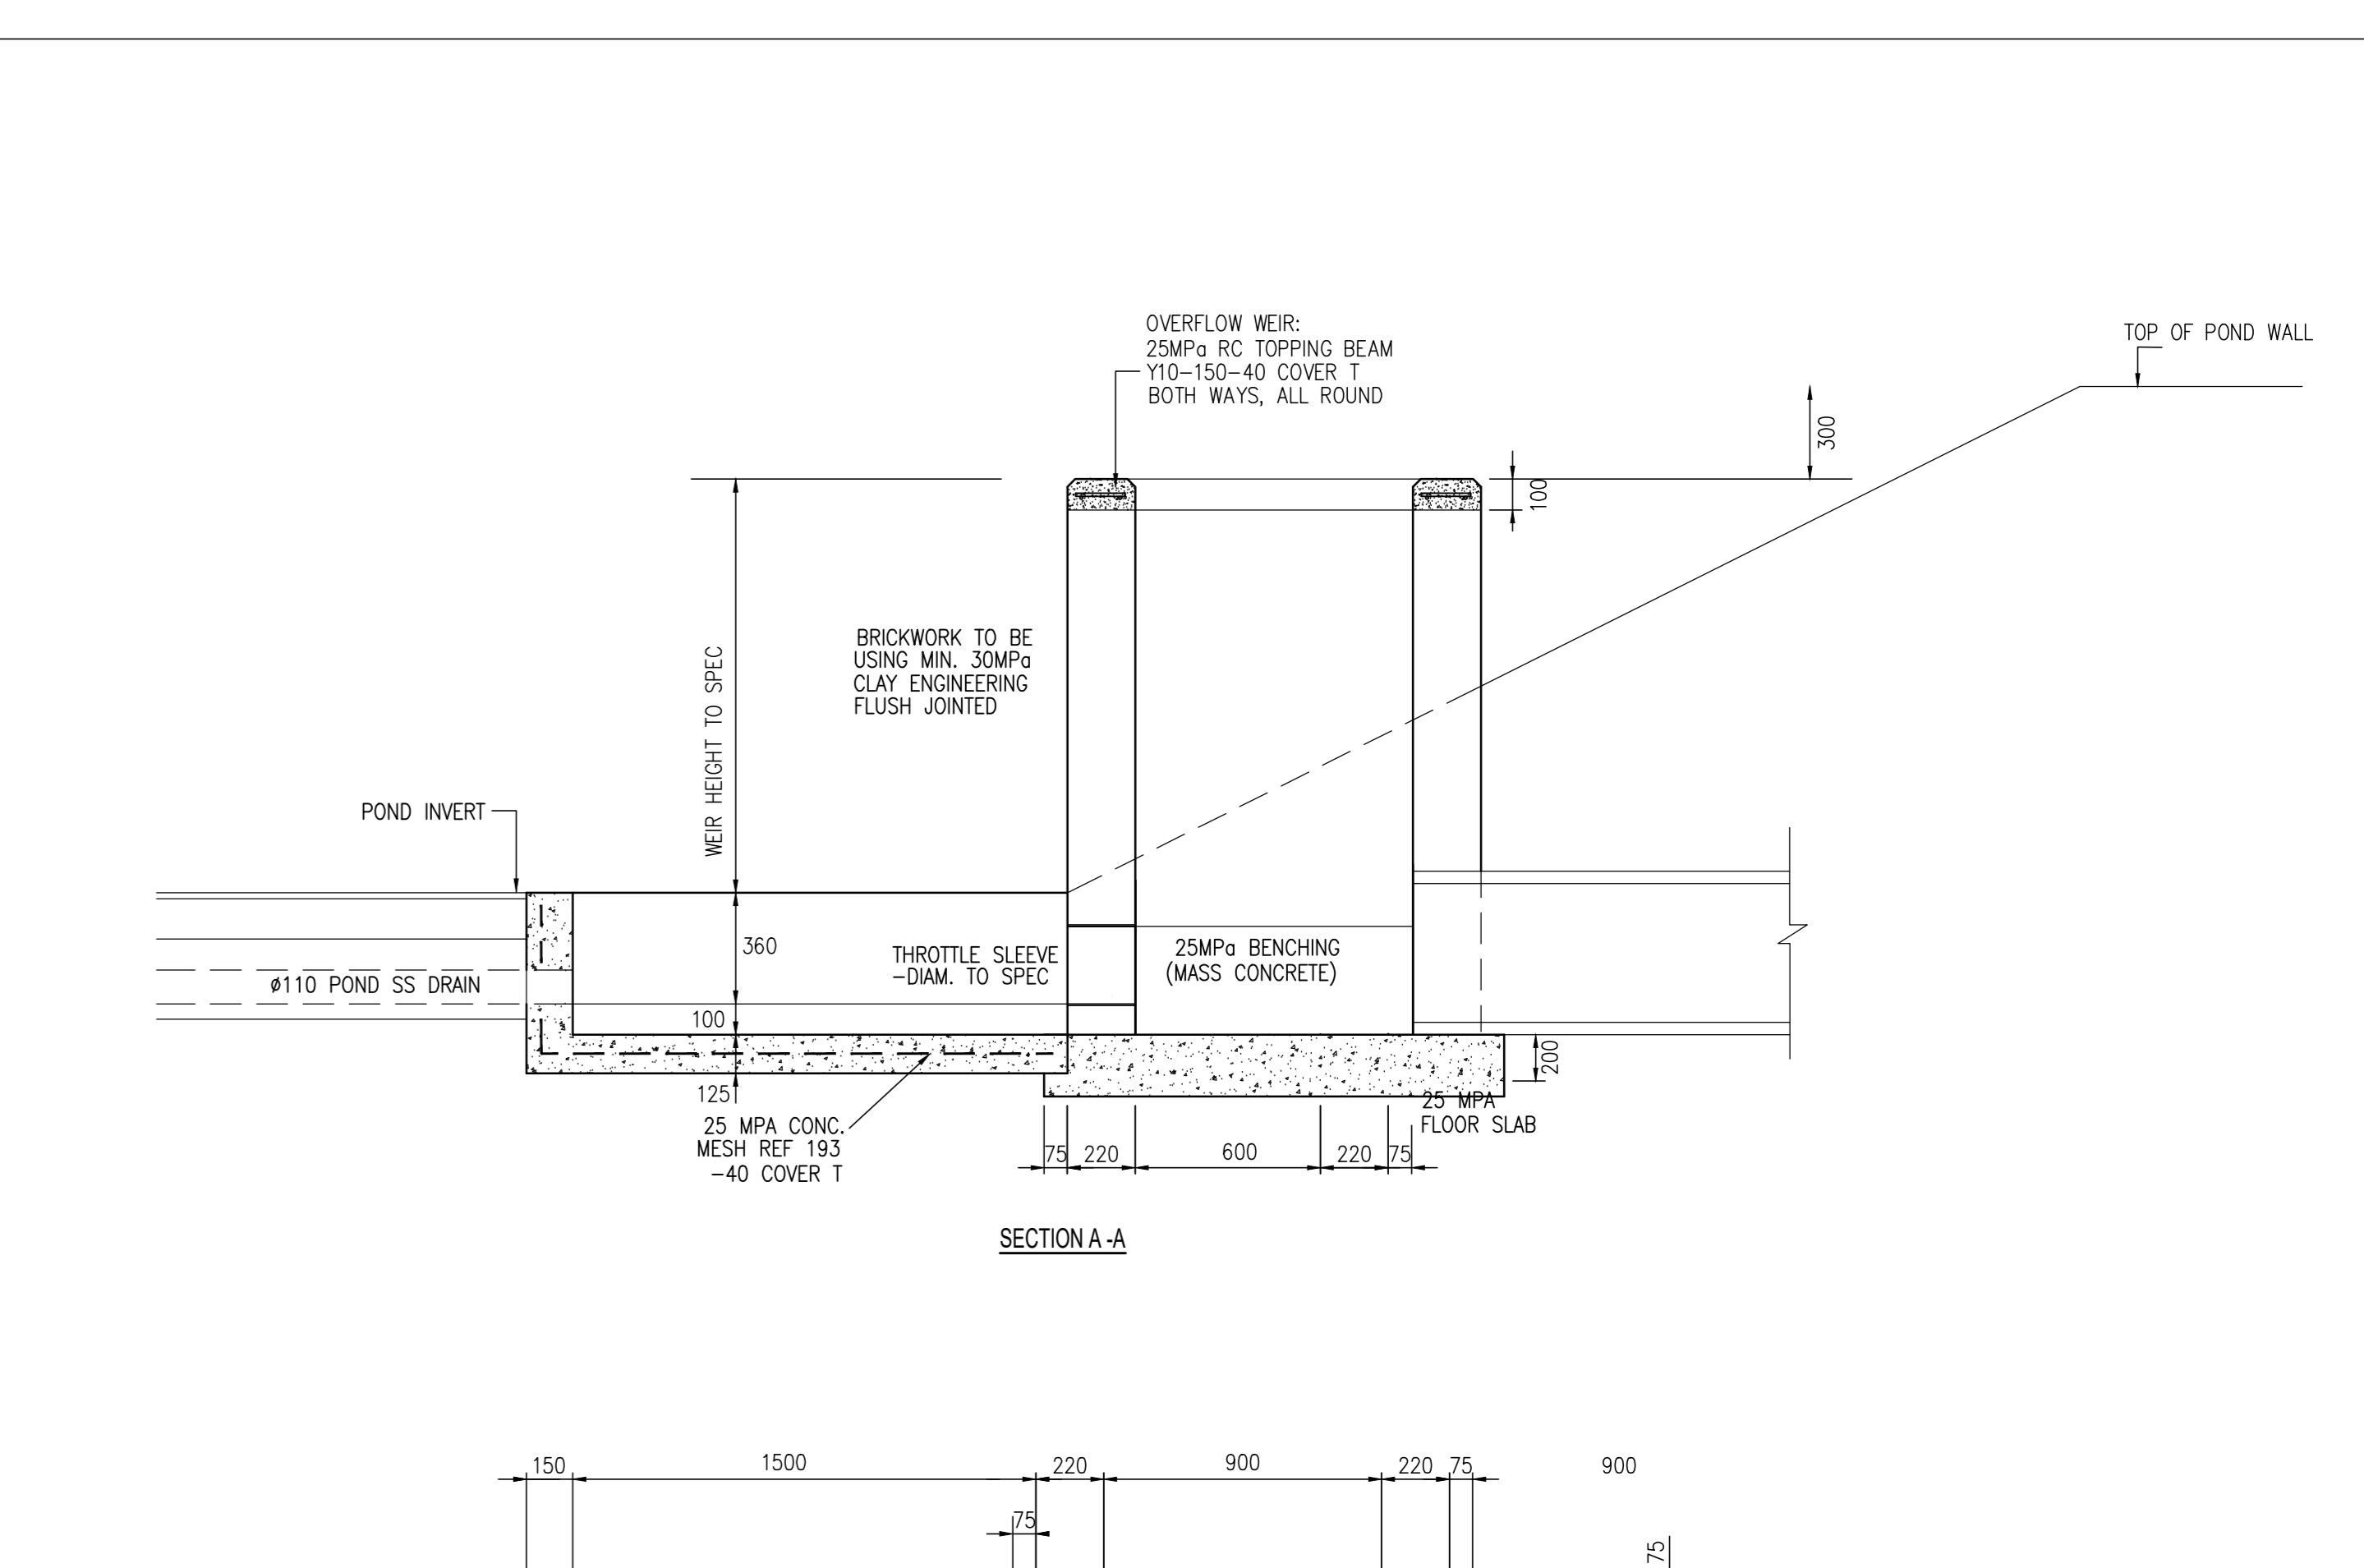 OVERFLOW WEIR:
25MPa RC TOPPING BEAM
Y10-150-40 COVER T
BOTH WAYS, ALL ROUND
TOP OF POND WALL
300
100
BRICKWORK TO BE
USING MIN. 30MPa
CLAY ENGINEERING
FLUSH JOINTED
WEIR HEIGHT TO SPEC
POND INVERT
360
THROTTLE SLEEVE
-DIAM. TO SPEC
25MPa BENCHING
(MASS CONCRETE)
ø110 POND SS DRAIN
100
200
125
25 MPA
FLOOR SLAB
25 MPA CONC.
MESH REF 193
-40 COVER T
75 220 600 220 75
SECTION A -A
150 1500 220 900 220 75 900
75
75